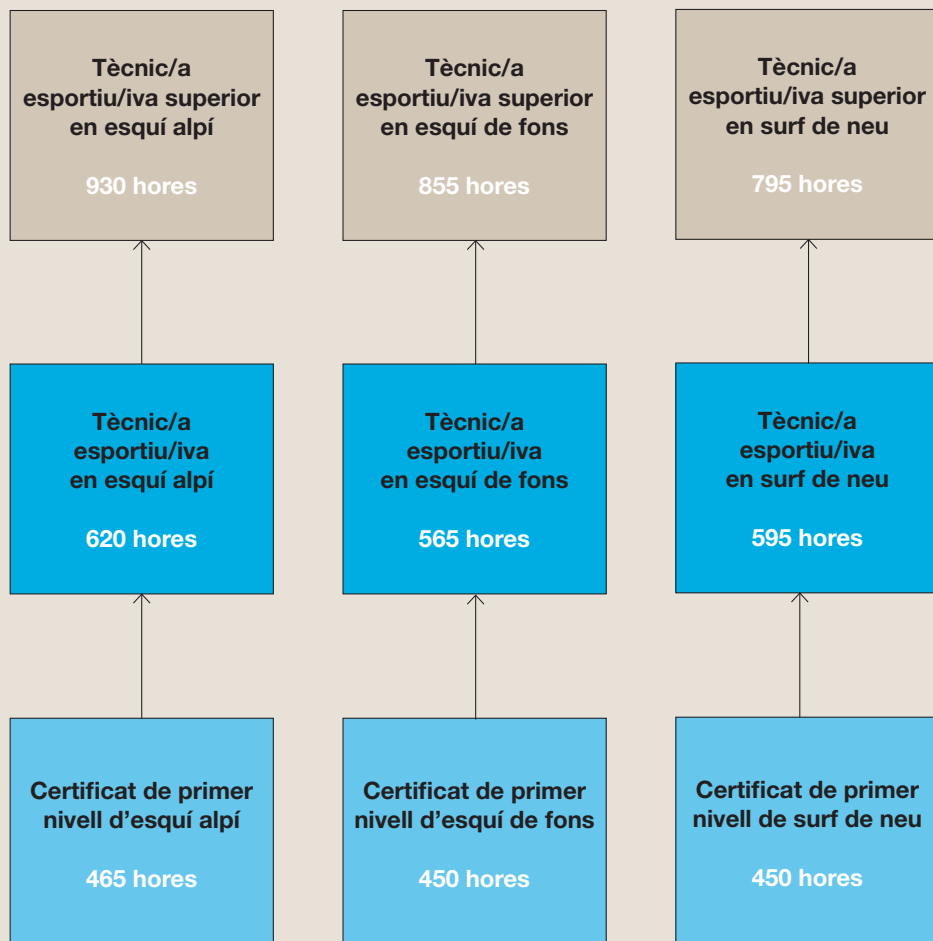 Tècnic/a
esportiu/iva superior
en esquí alpí
930 hores
Tècnic/a
esportiu/iva superior
en esquí de fons
855 hores
Tècnic/a
esportiu/iva superior
en surf de neu
795 hores
Tècnic/a
esportiu/iva
en esquí alpí
620 hores
Tècnic/a
esportiu/iva
en esquí de fons
565 hores
Tècnic/a
esportiu/iva
en surf de neu
595 hores
Certificat de primer
nivell d’esquí alpí
465 hores
Certificat de primer
nivell d’esquí de fons
450 hores
Certificat de primer
nivell de surf de neu
450 hores